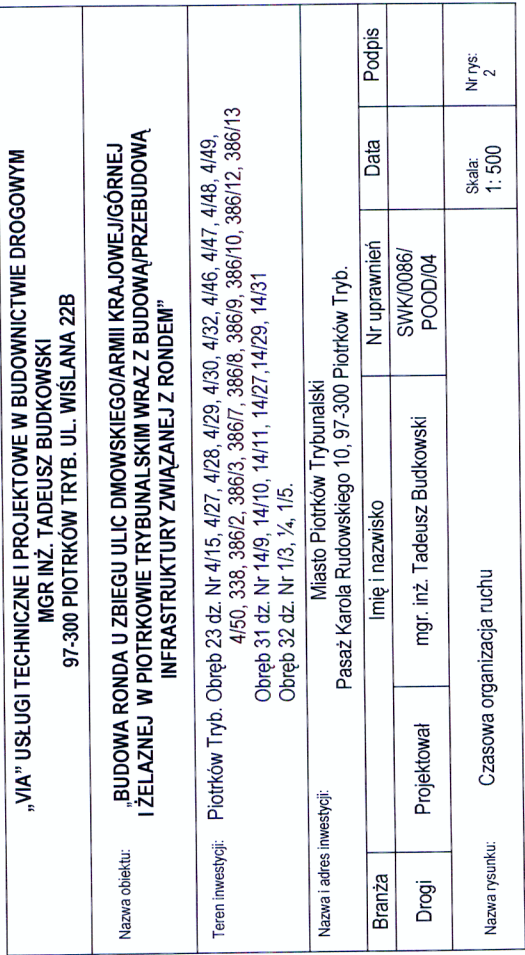 „VIA” USŁUGI TECHNICZNE I PROJEKTOWE W BUDOWNICTWIE DROGOWYM
MGR INŻ. TADEUSZ BUDKOWSKI
97-300 PIOTRKÓW TRYB. UL. WIŚLANA 22B
Nazwa obiektu: „BUDOWA RONDA U ZBIEGU ULIC DMOWSKIEGO/ARMII KRAJOWEJ/GÓRNEJ
I ŻELAZNEJ W PIOTRKOWIE TRYBUNALSKIM WRAZ Z BUDOWĄ/PRZEBUDOWĄ
INFRASTRUKTURY ZWIĄZANEJ Z RONDEM”
Teren inwestycji: Piotrków Tryb. Obręb 23 dz. Nr 4/15, 4/27, 4/28, 4/29, 4/30, 4/32, 4/46, 4/47, 4/48, 4/49,
4/50, 338, 386/2, 386/3, 386/7, 386/8, 386/9, 386/10, 386/12, 386/13
Obręb 31 dz. Nr 14/9, 14/10, 14/11, 14/27,14/29, 14/31
Obręb 32 dz. Nr 1/3, ¼, 1/5.
Nazwa i adres inwestycji: Miasto Piotrków Trybunalski
Pasaż Karola Rudowskiego 10, 97-300 Piotrków Tryb.
Branża Imię i nazwisko Nr uprawnień Data Podpis
Drogi Projektował mgr. inż. Tadeusz Budkowski SWK/0086/
POOD/04
Nazwa rysunku: Czasowa organizacja ruchu Skala: Nr rys:
1: 500 2